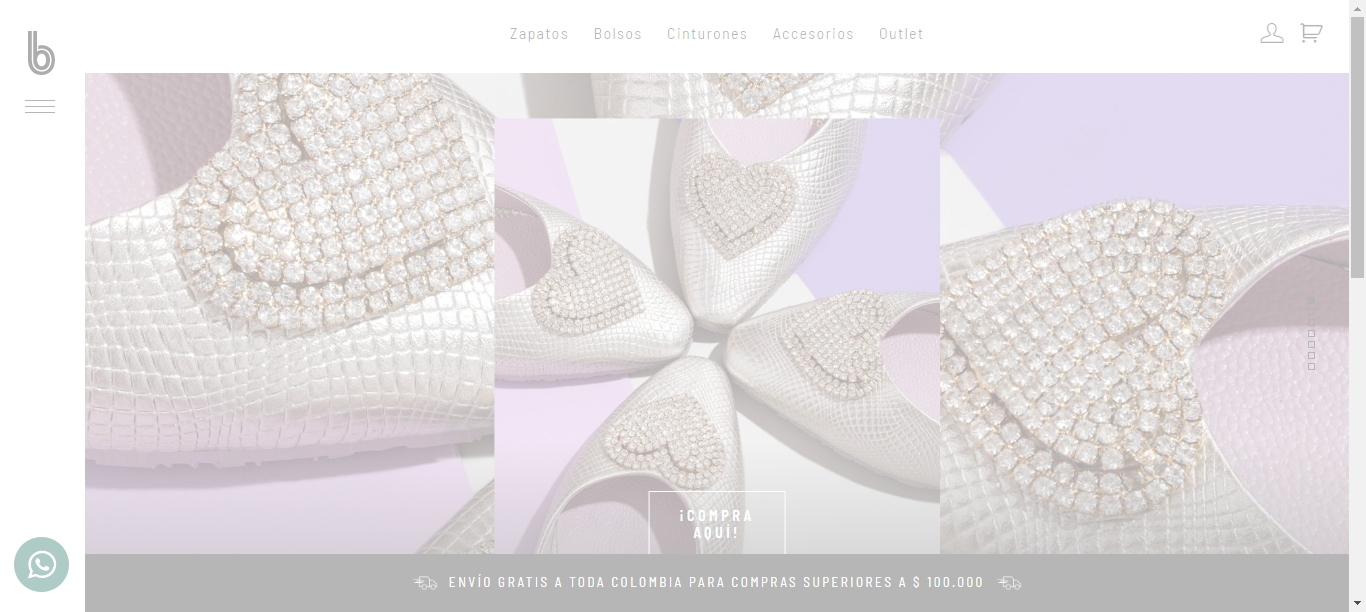 b
Zapatos Bolsos Cinturones Accesorios Outlet
¡COMPRA
AQUÍ!
ENVÍO GRATIS A TODA COLOMBIA PARA COMPRAS SUPERIORES A $ 100.000